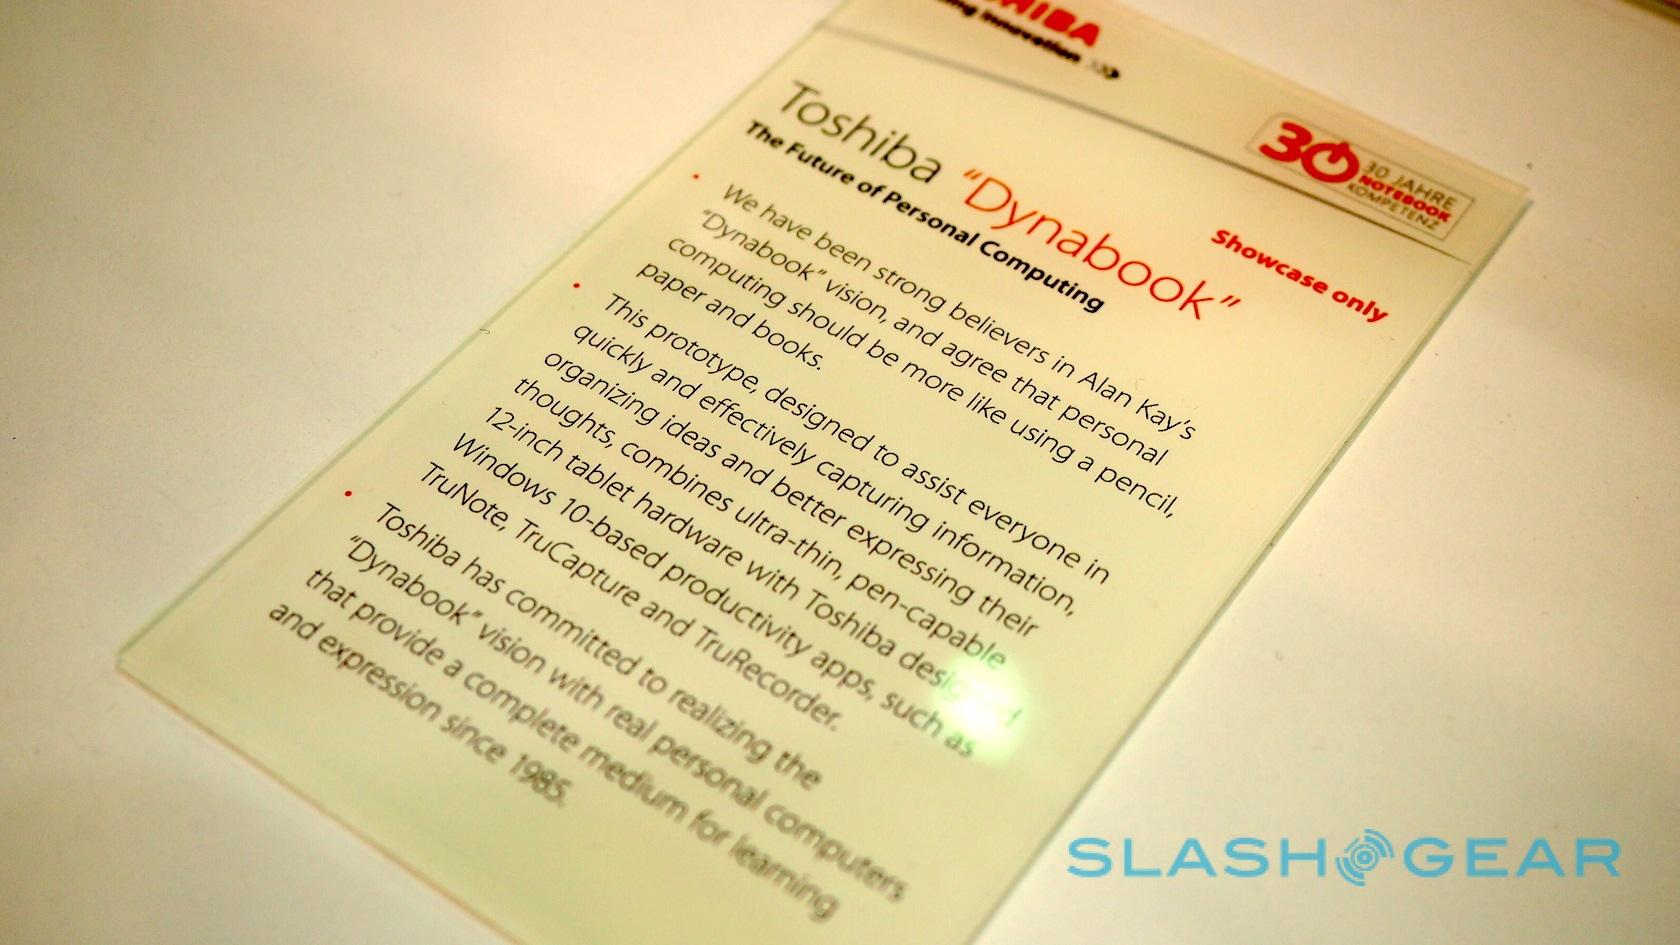 Innovation >>>
30
30 JAHRE
NOTEBOOK
KOMPETENZ
Showcase only
Toshiba “Dynabook”
The Future of Personal Computing
• We have been strong believers in Alan Kay’s
“Dynabook” vision, and agree that personal
computing should be more like using a pencil,
paper and books.
• This prototype, designed to assist everyone in
quickly and effectively capturing information,
organizing ideas and better expressing their
thoughts, combines ultra-thin, pen-capable
12-inch tablet hardware with Toshiba designed
Windows 10-based productivity apps, such as
TruNote, TruCapture and TruRecorder.
• Toshiba has committed to realizing the
“Dynabook” vision with real personal computers
that provide a complete medium for learning
and expression since 1985.
SLASHGEAR